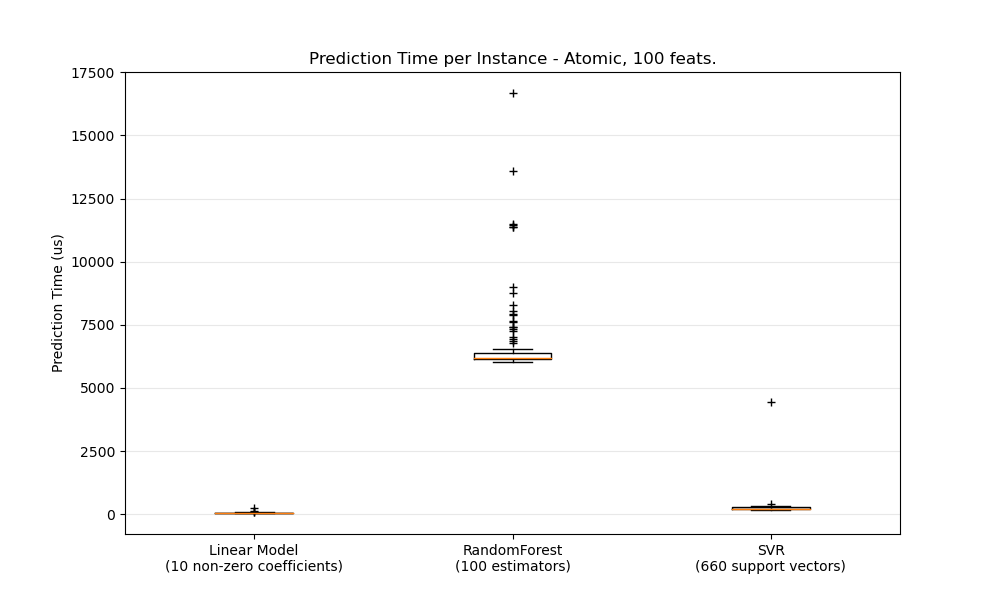 Prediction Time per Instance - Atomic, 100 feats.
Prediction Time (us)
17500
15000
12500
10000
7500
5000
2500
0
Linear Model
(10 non-zero coefficients)
RandomForest
(100 estimators)
SVR
(660 support vectors)